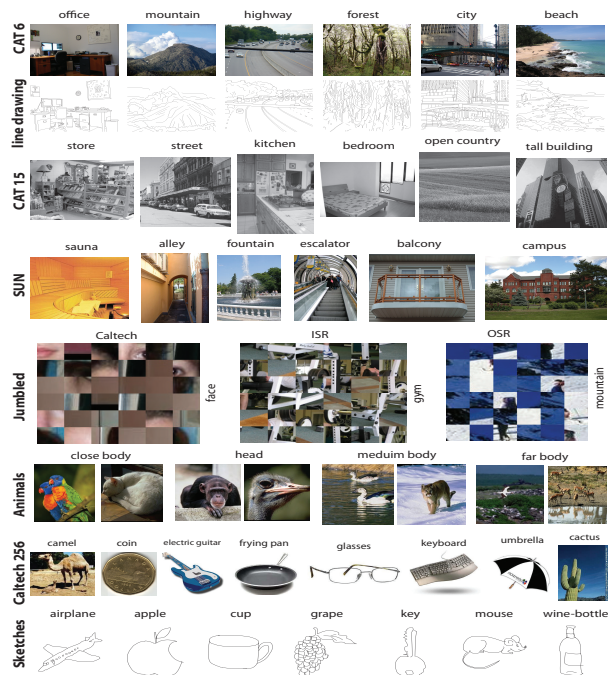 CAT 6
office mountain highway forest city beach
line drawing
CAT 15
store street kitchen bedroom open country tall building
SUN
sauna alley fountain escalator balcony campus
Jumbled
Caltech ISR OSR
face gym mountain
Animals
close body head meduim body far body
Caltech 256
camel coin electric guitar frying pan glasses keyboard umbrella cactus
Sketches
airplane apple cup grape key mouse wine-bottle